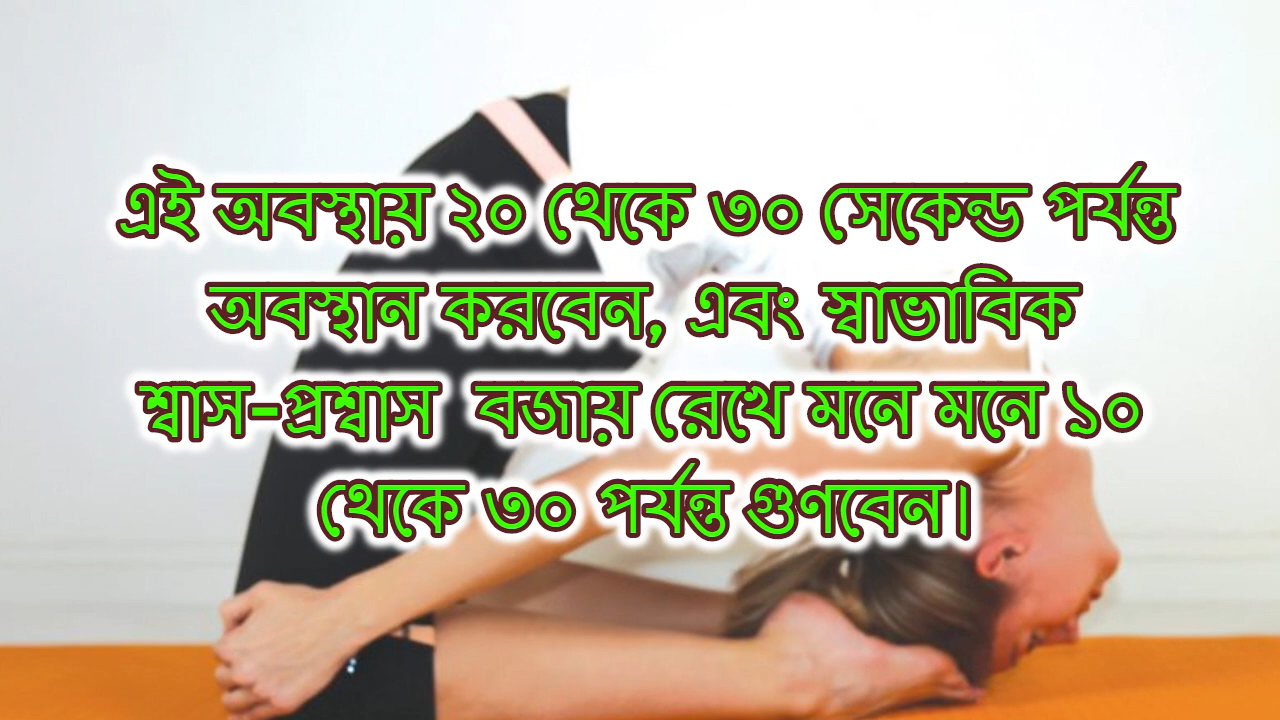 এই অবস্থায় ২০ থেকে ৩০ সেকেন্ড পর্যন্ত
অবস্থান করবেন, এবং স্বাভাবিক
শ্বাস-প্রশ্বাস বজায় রেখে মনে মনে ১০
থেকে ৩০ পর্যন্ত গুণবেন।